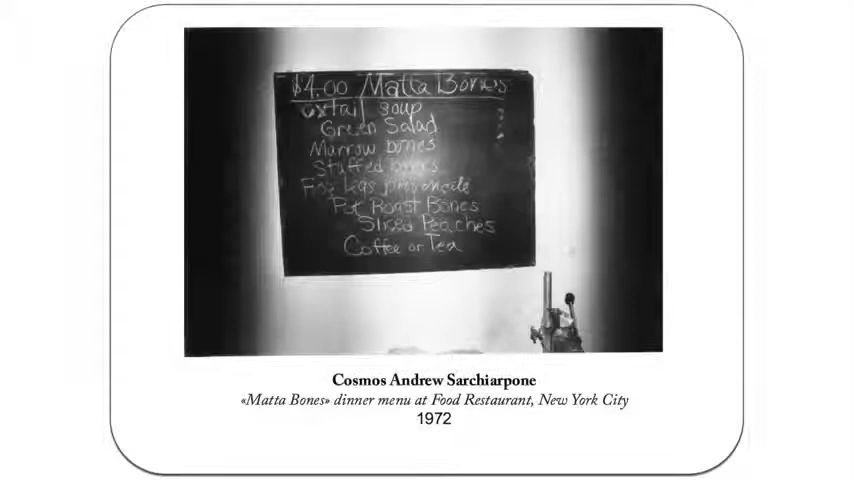 $4.00 Matta Bones
oxtail soup
Green Salad
Marrow bones
Stuffed bones
Frog Legs provencale
Pot Roast Bones
Sliced Peaches
Coffee or Tea
Cosmos Andrew Sarchiarpone
«Matta Bones» dinner menu at Food Restaurant, New York City
1972